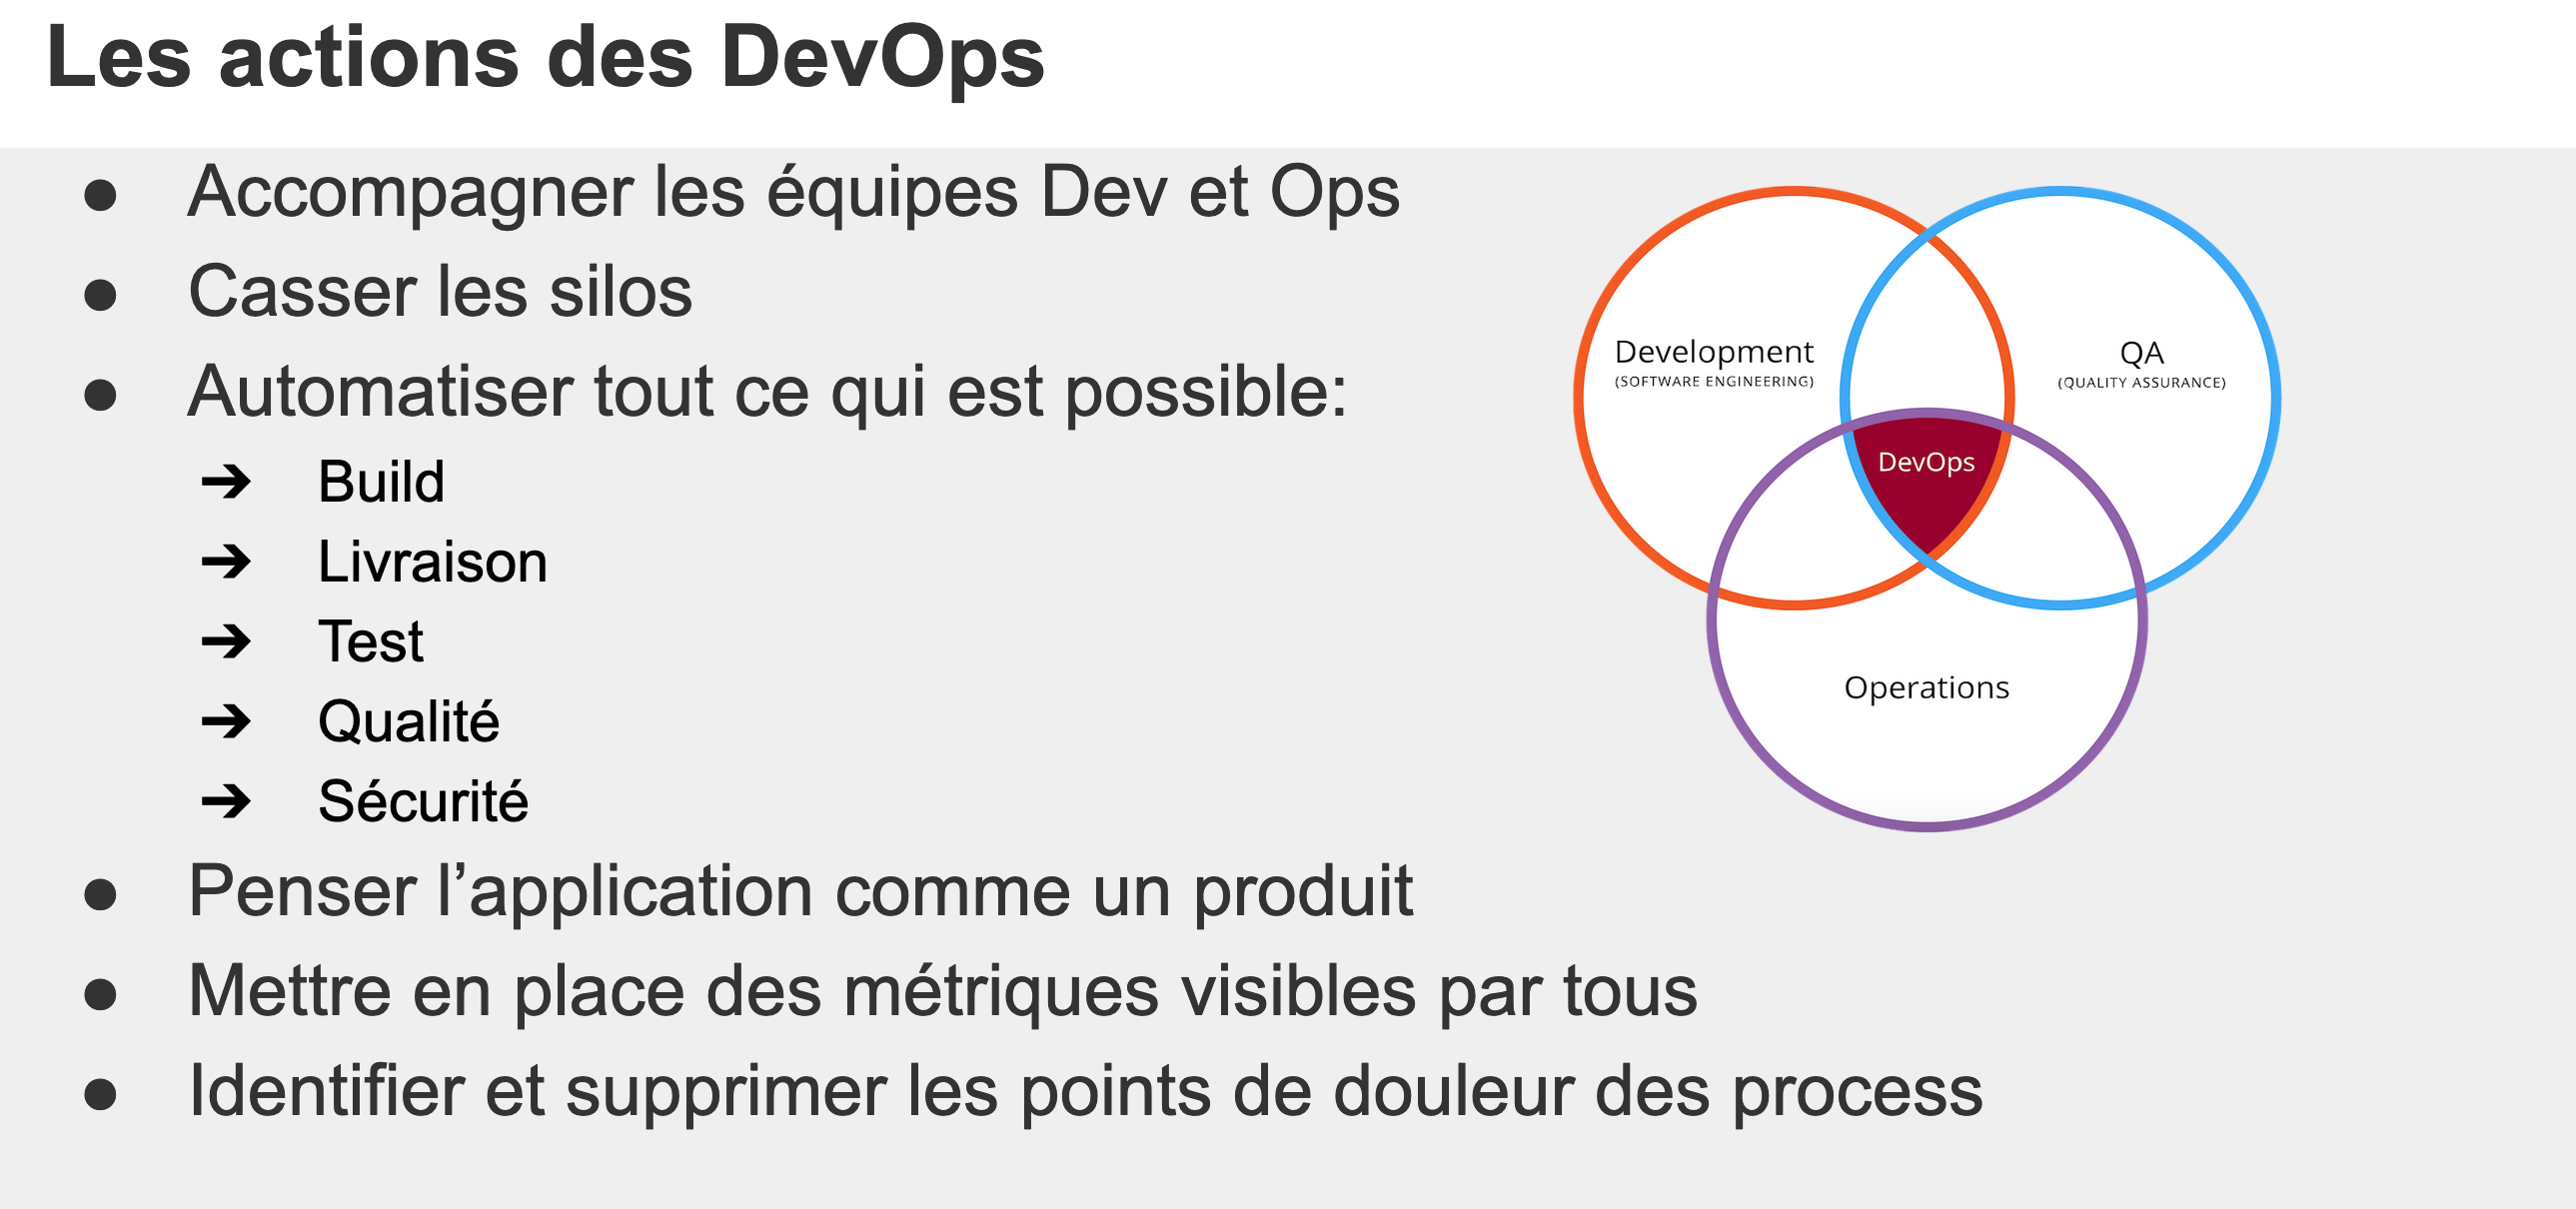 Les actions des DevOps
● Accompagner les équipes Dev et Ops
● Casser les silos
● Automatiser tout ce qui est possible:
➔ Build
➔ Livraison
➔ Test
➔ Qualité
➔ Sécurité
● Penser l’application comme un produit
● Mettre en place des métriques visibles par tous
● Identifier et supprimer les points de douleur des process
Development
(SOFTWARE ENGINEERING)
QA
(QUALITY ASSURANCE)
DevOps
Operations